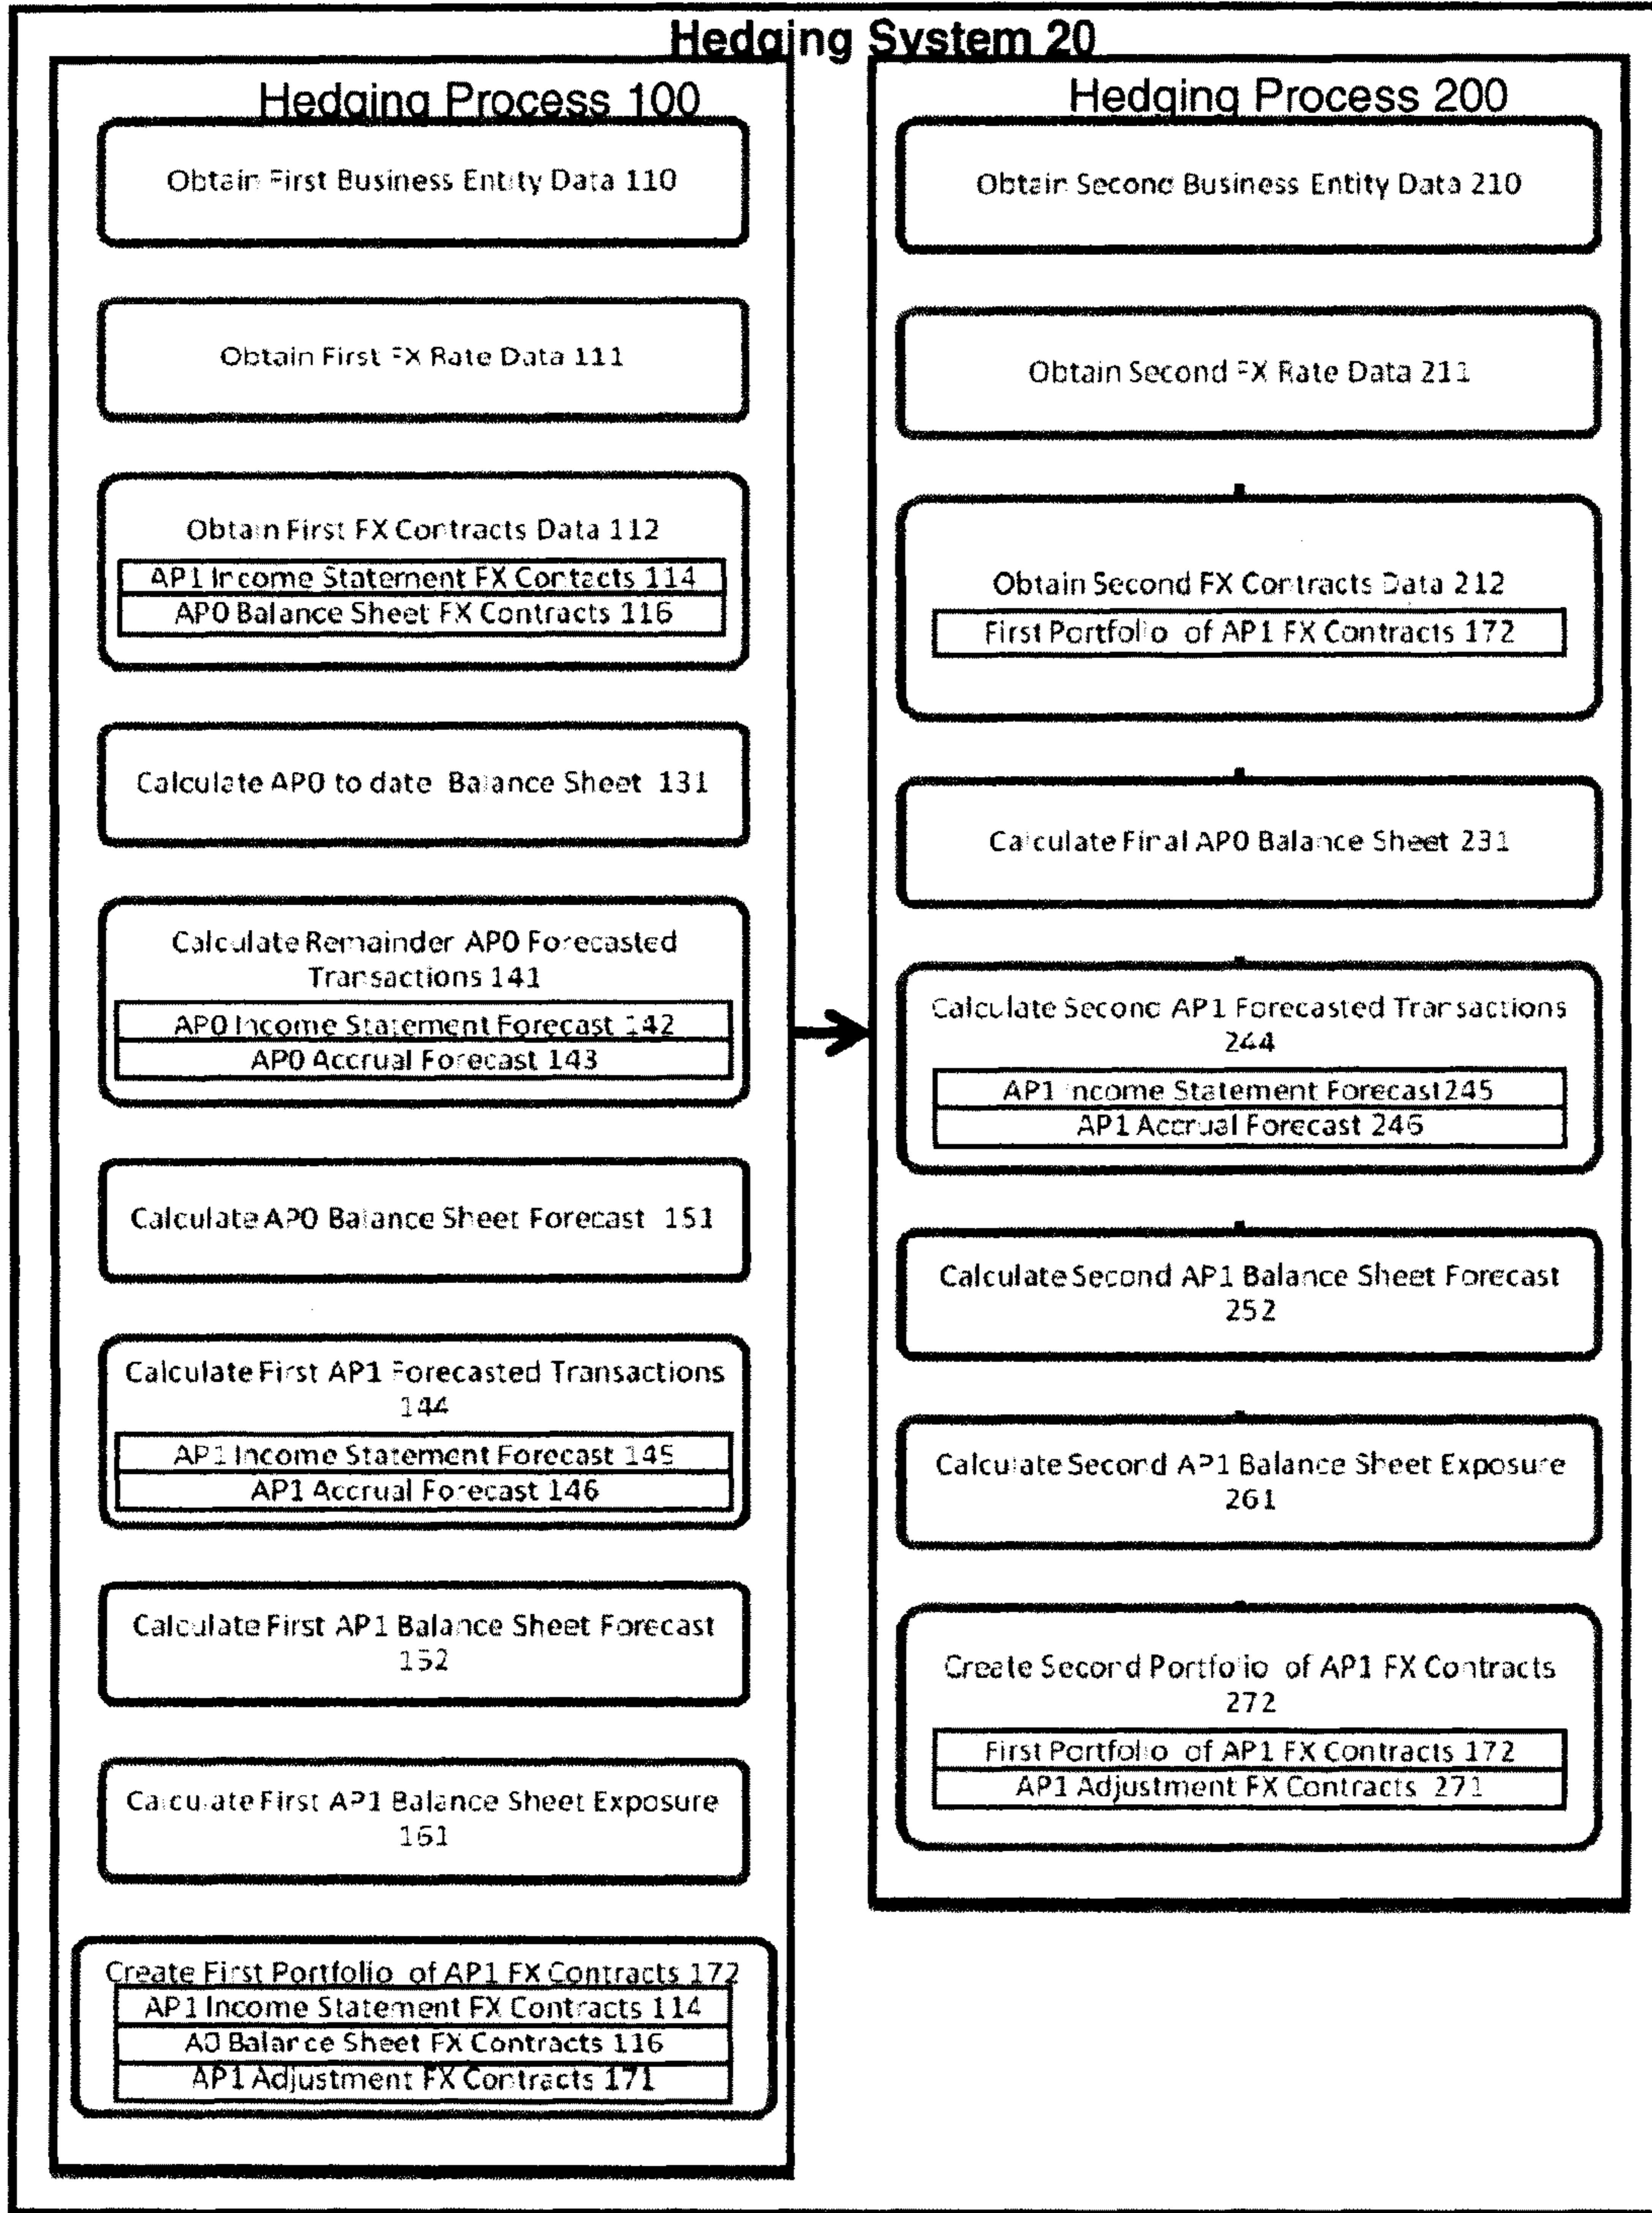 Hedging System 20
Hedging Process 100
Obtain First Business Entity Data 110
Obtain First FX Rate Data 111
Obtain First FX Contracts Data 112
AP1 Income Statement FX Contacts 114
AP0 Balance Sheet FX Contracts 116
Calculate AP0 to date Balance Sheet 131
Calculate Remainder AP0 Forecasted
Transactions 141
AP0 Income Statement Forecast 142
AP0 Accrual Forecast 143
Calculate AP0 Balance Sheet Forecast 151
Calculate First AP1 Forecasted Transactions
144
AP1 Income Statement Forecast 145
AP1 Accrual Forecast 146
Calculate First AP1 Balance Sheet Forecast
152
Calculate First AP1 Balance Sheet Exposure
161
Create First Portfolio of AP1 FX Contracts 172
AP1 Income Statement FX Contracts 114
A0 Balance Sheet FX Contracts 116
AP1 Adjustment FX Contracts 171
Hedging Process 200
Obtain Second Business Entity Data 210
Obtain Second FX Rate Data 211
Obtain Second FX Contracts Data 212
First Portfolio of AP1 FX Contracts 172
Calculate Final AP0 Balance Sheet 231
Calculate Second AP1 Forecasted Transactions
244
AP1 Income Statement Forecast245
AP1 Accrual Forecast 246
Calculate Second AP1 Balance Sheet Forecast
252
Calculate Second AP1 Balance Sheet Exposure
261
Create Second Portfolio of AP1 FX Contracts
272
First Portfolio of AP1 FX Contracts 172
AP1 Adjustment FX Contracts 271